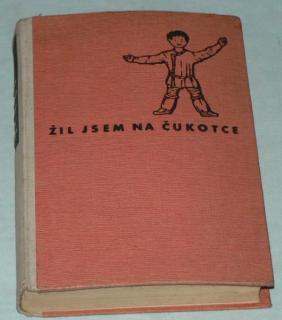 ŽIL JSEM NA ČUKOTCE